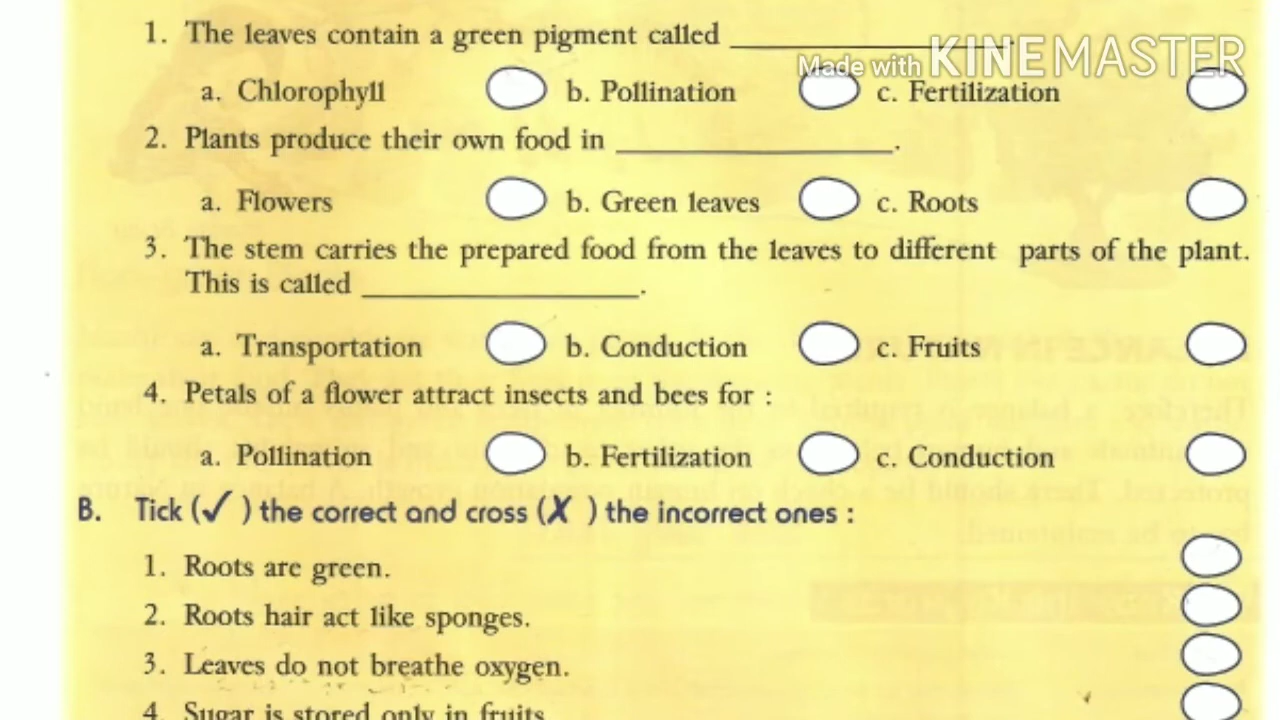 1. The leaves contain a green pigment called ____________.
Made with KINEMASTER
a. Chlorophyll b. Pollination c. Fertilization
2. Plants produce their own food in ____________.
a. Flowers b. Green leaves c. Roots
3. The stem carries the prepared food from the leaves to different parts of the plant.
This is called ____________.
a. Transportation b. Conduction c. Fruits
4. Petals of a flower attract insects and bees for :
a. Pollination b. Fertilization c. Conduction
B. Tick (✓ ) the correct and cross (✗ ) the incorrect ones :
1. Roots are green.
2. Roots hair act like sponges.
3. Leaves do not breathe oxygen.
4. Sugar is stored only in fruits